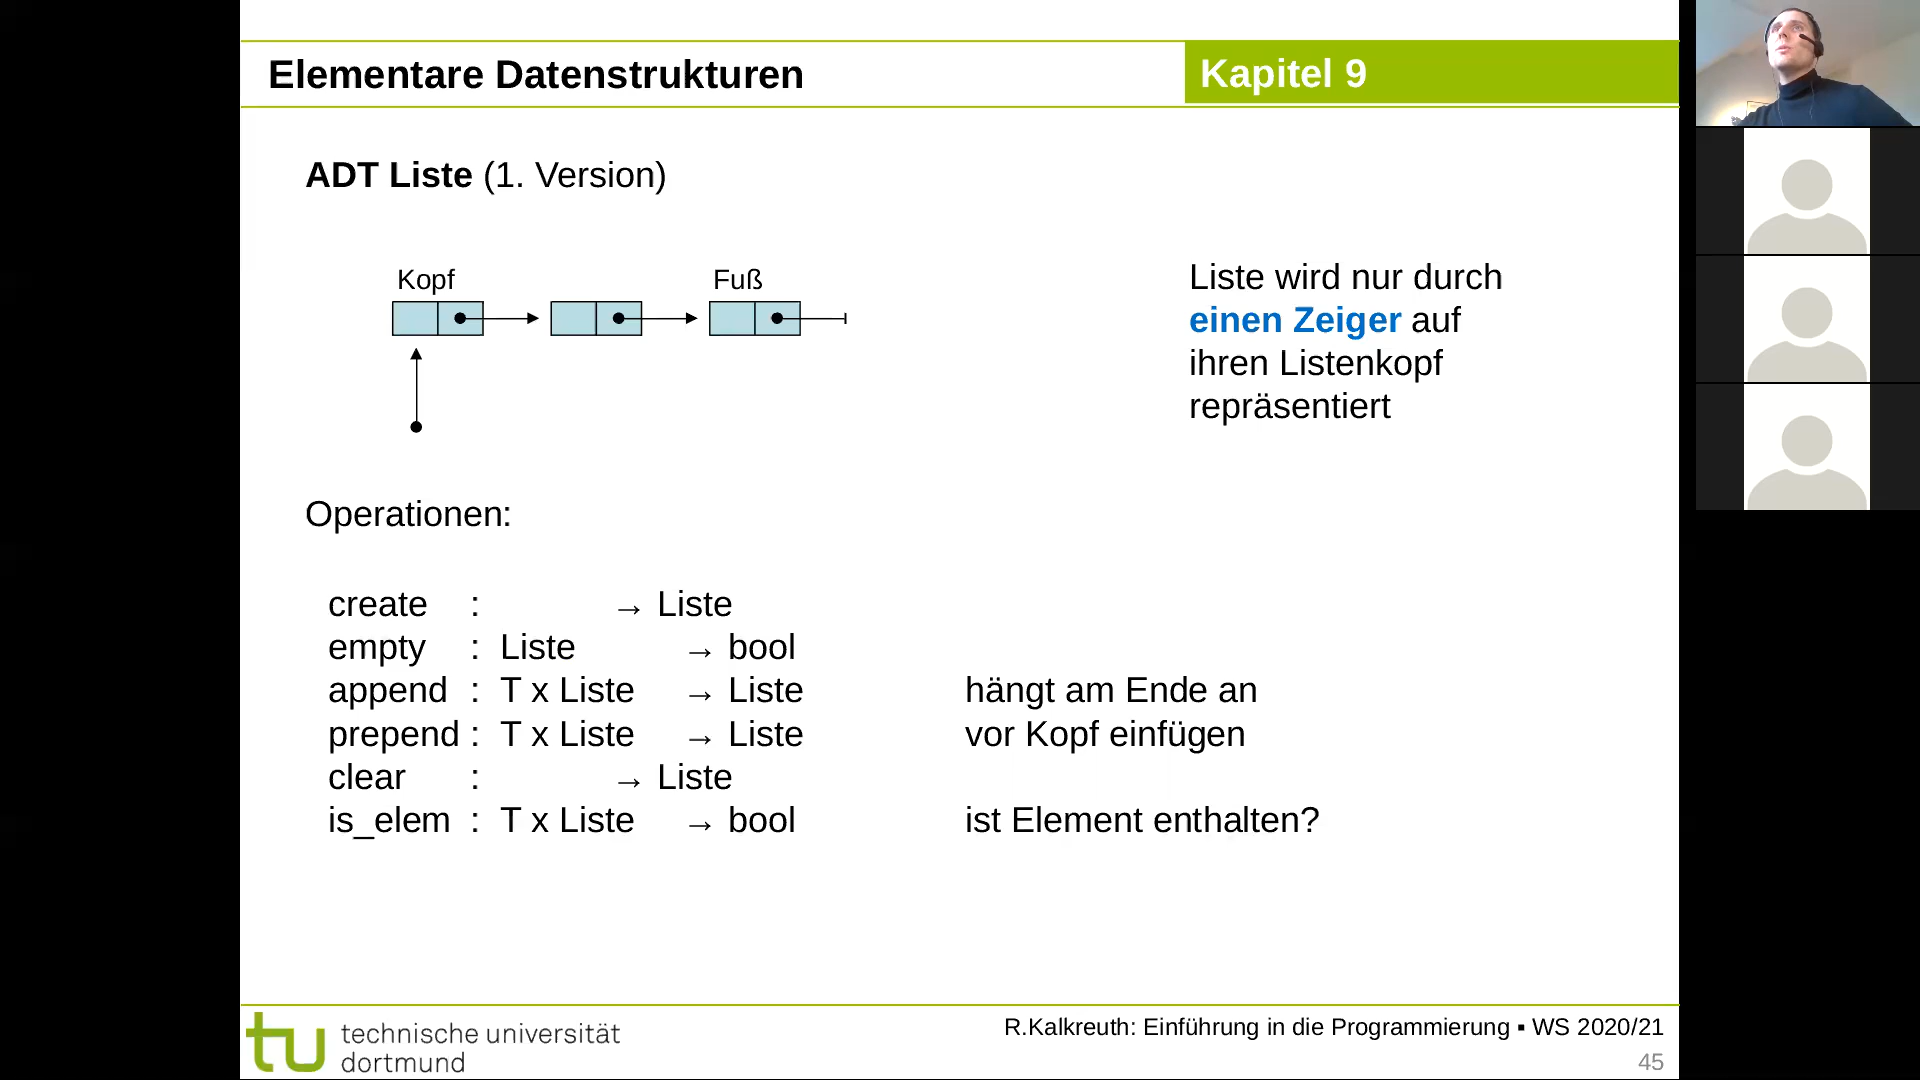 Elementare Datenstrukturen
Kapitel 9
ADT Liste (1. Version)
Kopf
Fuß
Liste wird nur durch
einen Zeiger auf
ihren Listenkopf
repräsentiert
Operationen:
create : → Liste
empty : Liste → bool
append : T x Liste → Liste hängt am Ende an
prepend : T x Liste → Liste vor Kopf einfügen
clear : → Liste
is_elem : T x Liste → bool ist Element enthalten?
tu technische universität
dortmund
R.Kalkreuth: Einführung in die Programmierung ▪ WS 2020/21
45